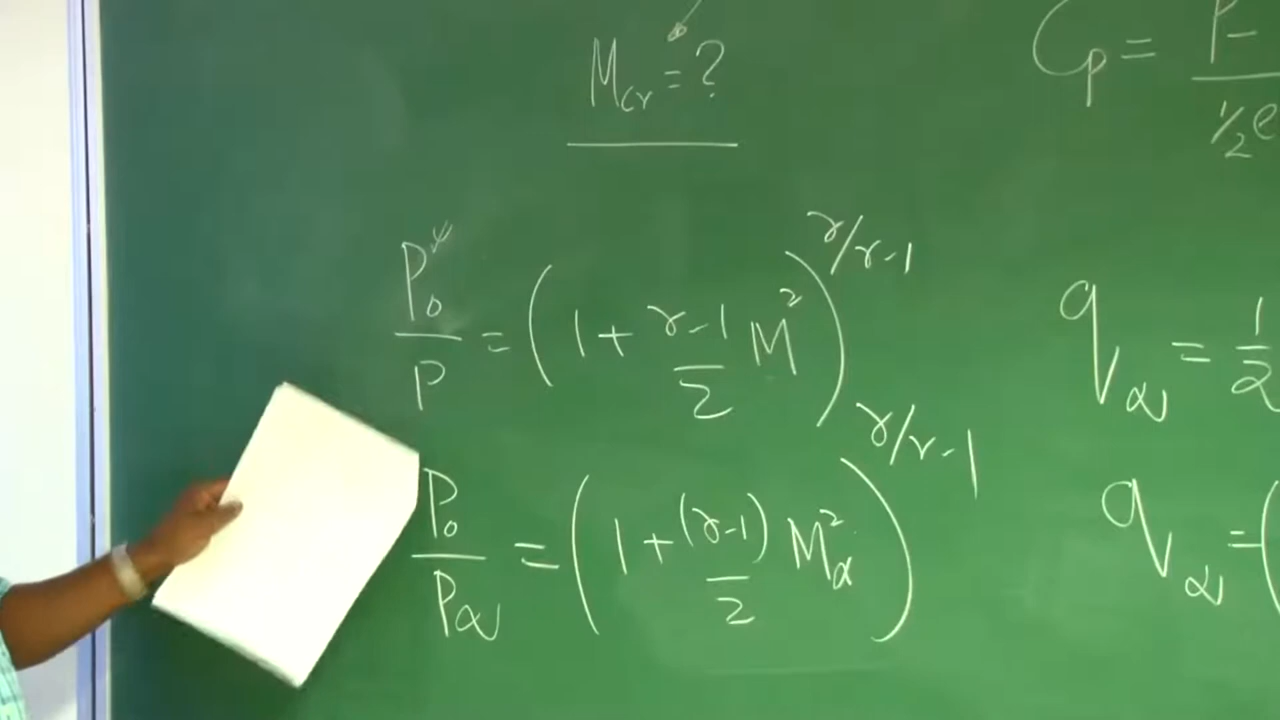 M_cr = ?
C_p = P - / ½ρ
P_0 / P = (1 + γ-1 / 2 M²)^γ/γ-1
q_∞ = 1/2
P_0 / P_∞ = (1 + (γ-1) / 2 M_∞²)^γ/γ-1
q_∞ = (